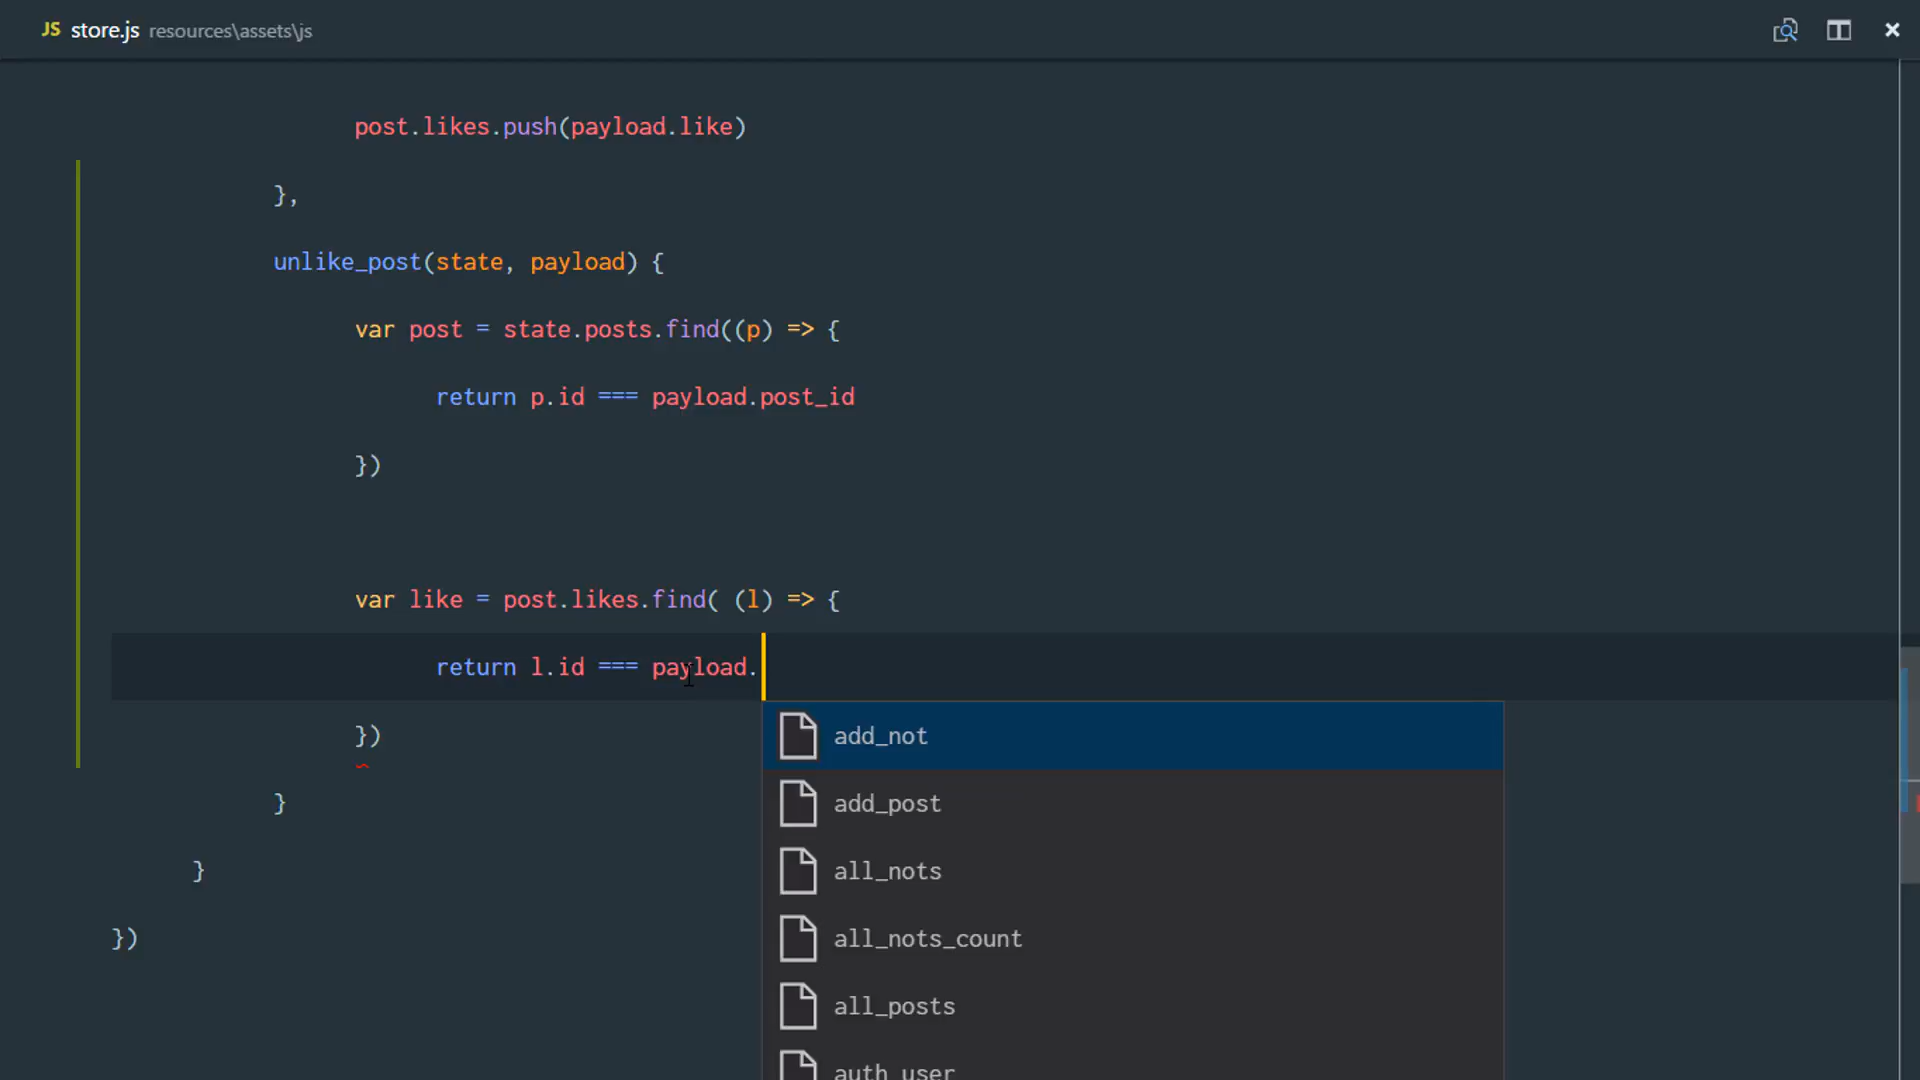 JS store.js resources\assets\js
post.likes.push(payload.like)
},
unlike_post(state, payload) {
var post = state.posts.find((p) => {
return p.id === payload.post_id
})
var like = post.likes.find( (l) => {
return l.id === payload.
})
add_not
}
add_post
}
all_nots
})
all_nots_count
all_posts
auth_user